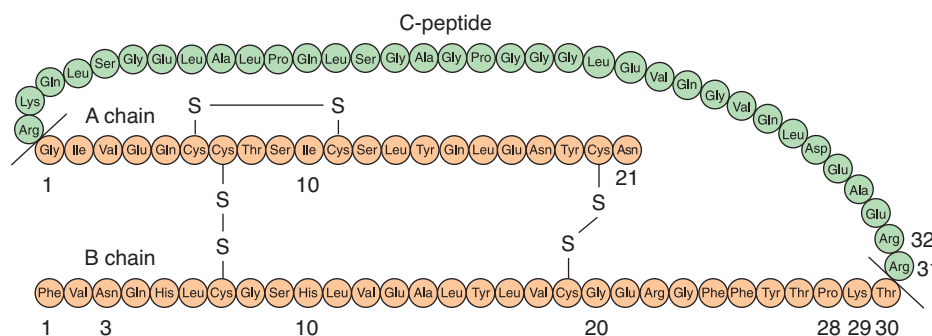 C-peptide
Arg Lys Gln Leu Ser Gly Glu Leu Ala Leu Pro Gln Leu Ser Gly Ala Gly Pro Gly Gly Gly Leu Glu Val Gln Gly Val Gln Leu Asp Glu Ala Glu Arg Arg
32
31
A chain
S S
Gly Ile Val Glu Gln Cys Cys Thr Ser Ile Cys Ser Leu Tyr Gln Leu Glu Asn Tyr Cys Asn
1 10 21
S S
S S
B chain
Phe Val Asn Gln His Leu Cys Gly Ser His Leu Val Glu Ala Leu Tyr Leu Val Cys Gly Glu Arg Gly Phe Phe Tyr Thr Pro Lys Thr
1 3 10 20 28 29 30